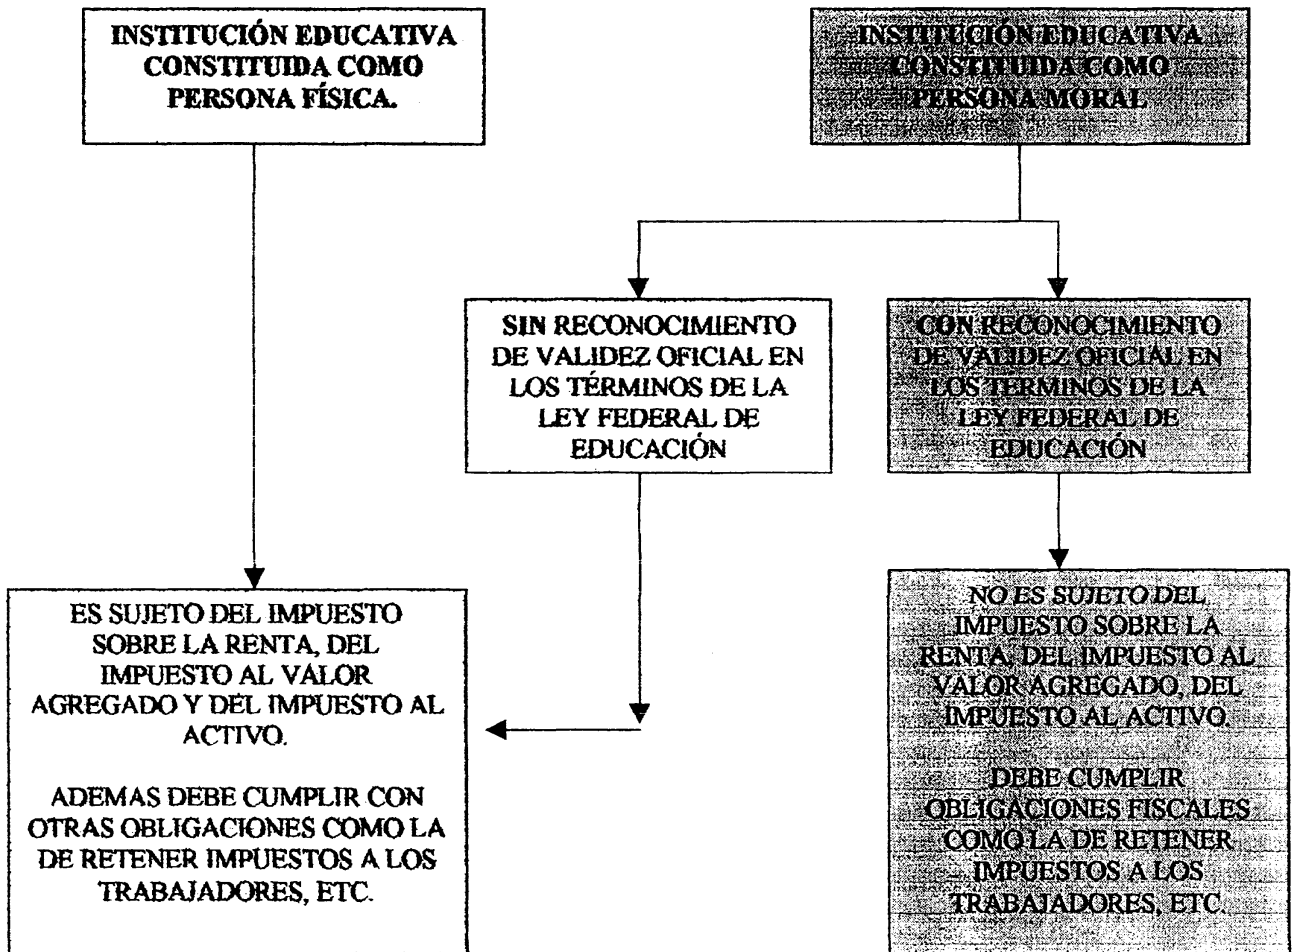 INSTITUCIÓN EDUCATIVA
CONSTITUIDA COMO
PERSONA FÍSICA.
INSTITUCIÓN EDUCATIVA
CONSTITUIDA COMO
PERSONA MORAL
SIN RECONOCIMIENTO
DE VALIDEZ OFICIAL EN
LOS TÉRMINOS DE LA
LEY FEDERAL DE
EDUCACIÓN
CON RECONOCIMIENTO
DE VALIDEZ OFICIAL EN
LOS TERMINOS DE LA
LEY FEDERAL DE
EDUCACIÓN
ES SUJETO DEL IMPUESTO
SOBRE LA RENTA, DEL
IMPUESTO AL VALOR
AGREGADO Y DEL IMPUESTO AL
ACTIVO.
ADEMAS DEBE CUMPLIR CON
OTRAS OBLIGACIONES COMO LA
DE RETENER IMPUESTOS A LOS
TRABAJADORES, ETC.
NO ES SUJETO DEL
IMPUESTO SOBRE LA
RENTA, DEL IMPUESTO AL
VALOR AGREGADO, DEL
IMPUESTO AL ACTIVO.
DEBE CUMPLIR
OBLIGACIONES FISCALES
COMO LA DE RETENER
IMPUESTOS A LOS
TRABAJADORES, ETC.